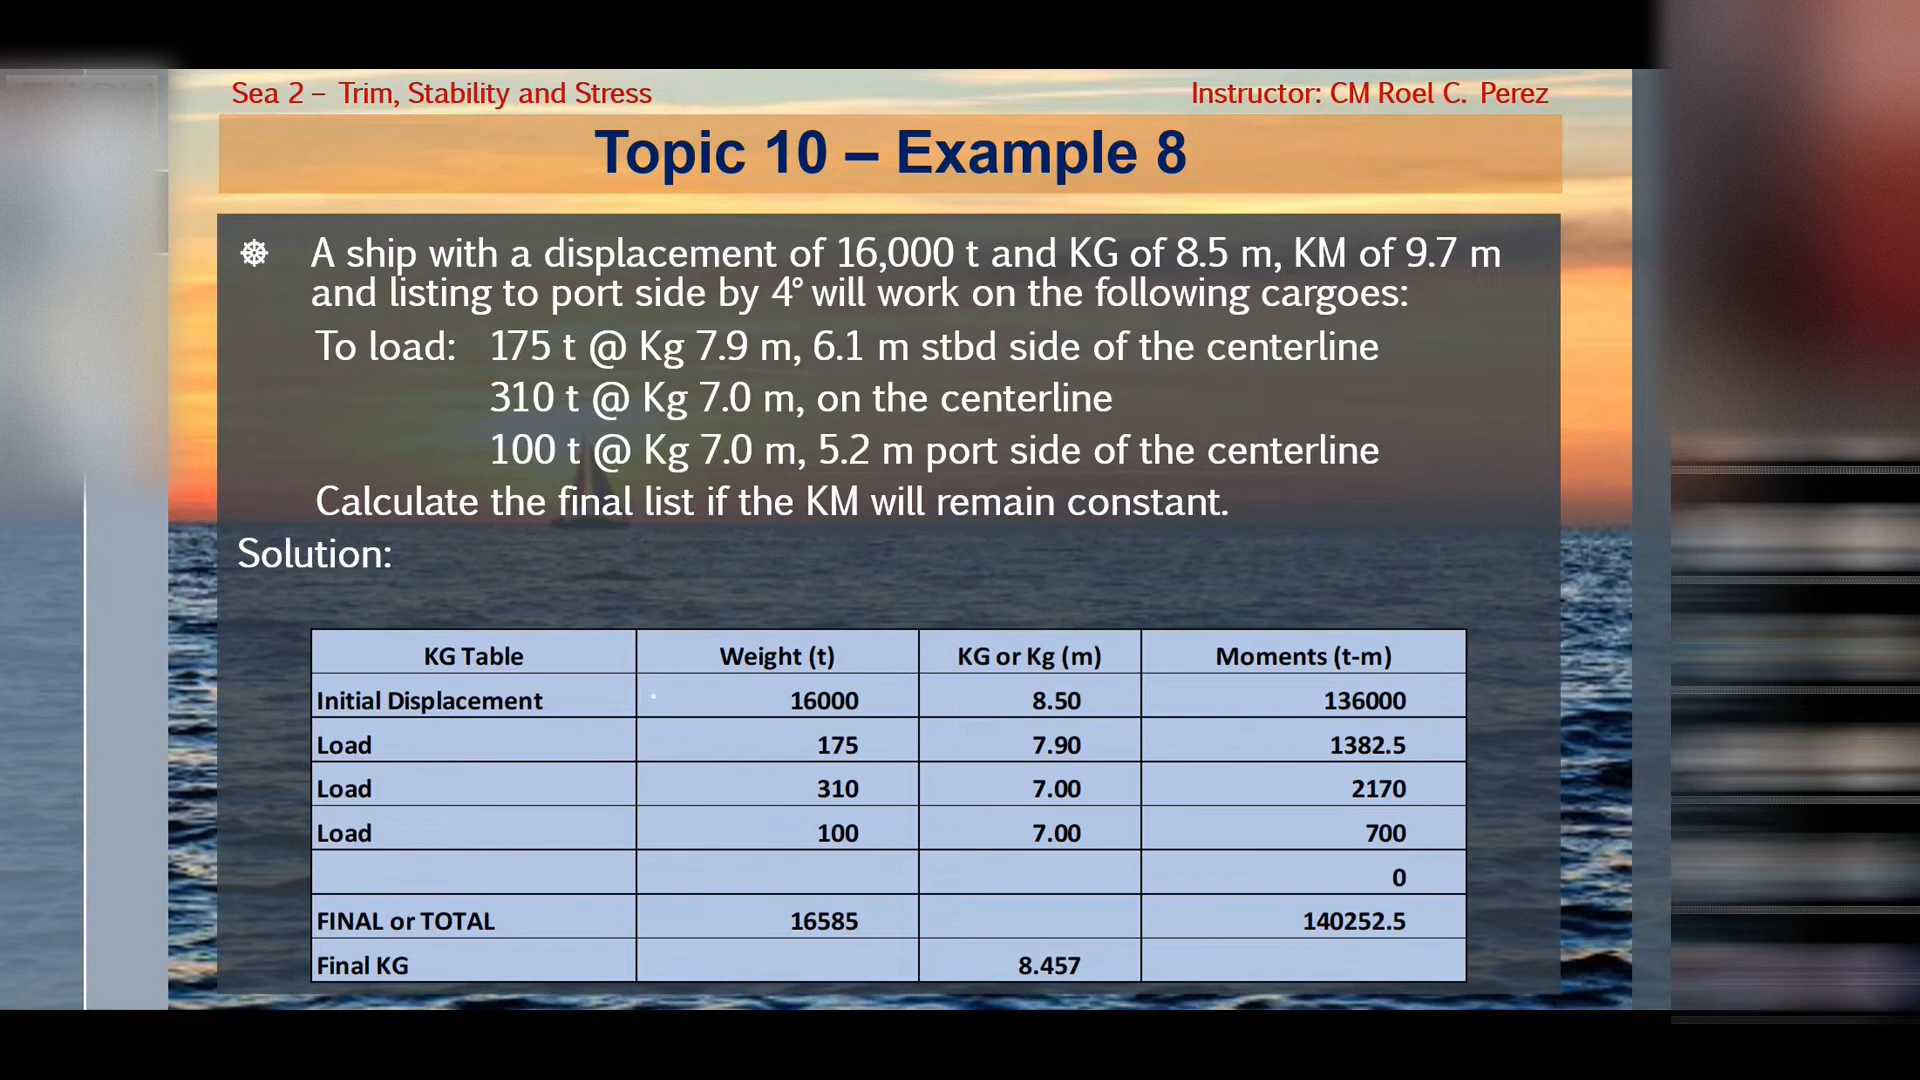 Sea 2 – Trim, Stability and Stress
Instructor: CM Roel C. Perez
Topic 10 – Example 8
A ship with a displacement of 16,000 t and KG of 8.5 m, KM of 9.7 m
and listing to port side by 4° will work on the following cargoes:
To load: 175 t @ Kg 7.9 m, 6.1 m stbd side of the centerline
310 t @ Kg 7.0 m, on the centerline
100 t @ Kg 7.0 m, 5.2 m port side of the centerline
Calculate the final list if the KM will remain constant.
Solution:
KG Table Weight (t) KG or Kg (m) Moments (t-m)
Initial Displacement 16000 8.50 136000
Load 175 7.90 1382.5
Load 310 7.00 2170
Load 100 7.00 700
0
FINAL or TOTAL 16585 140252.5
Final KG 8.457